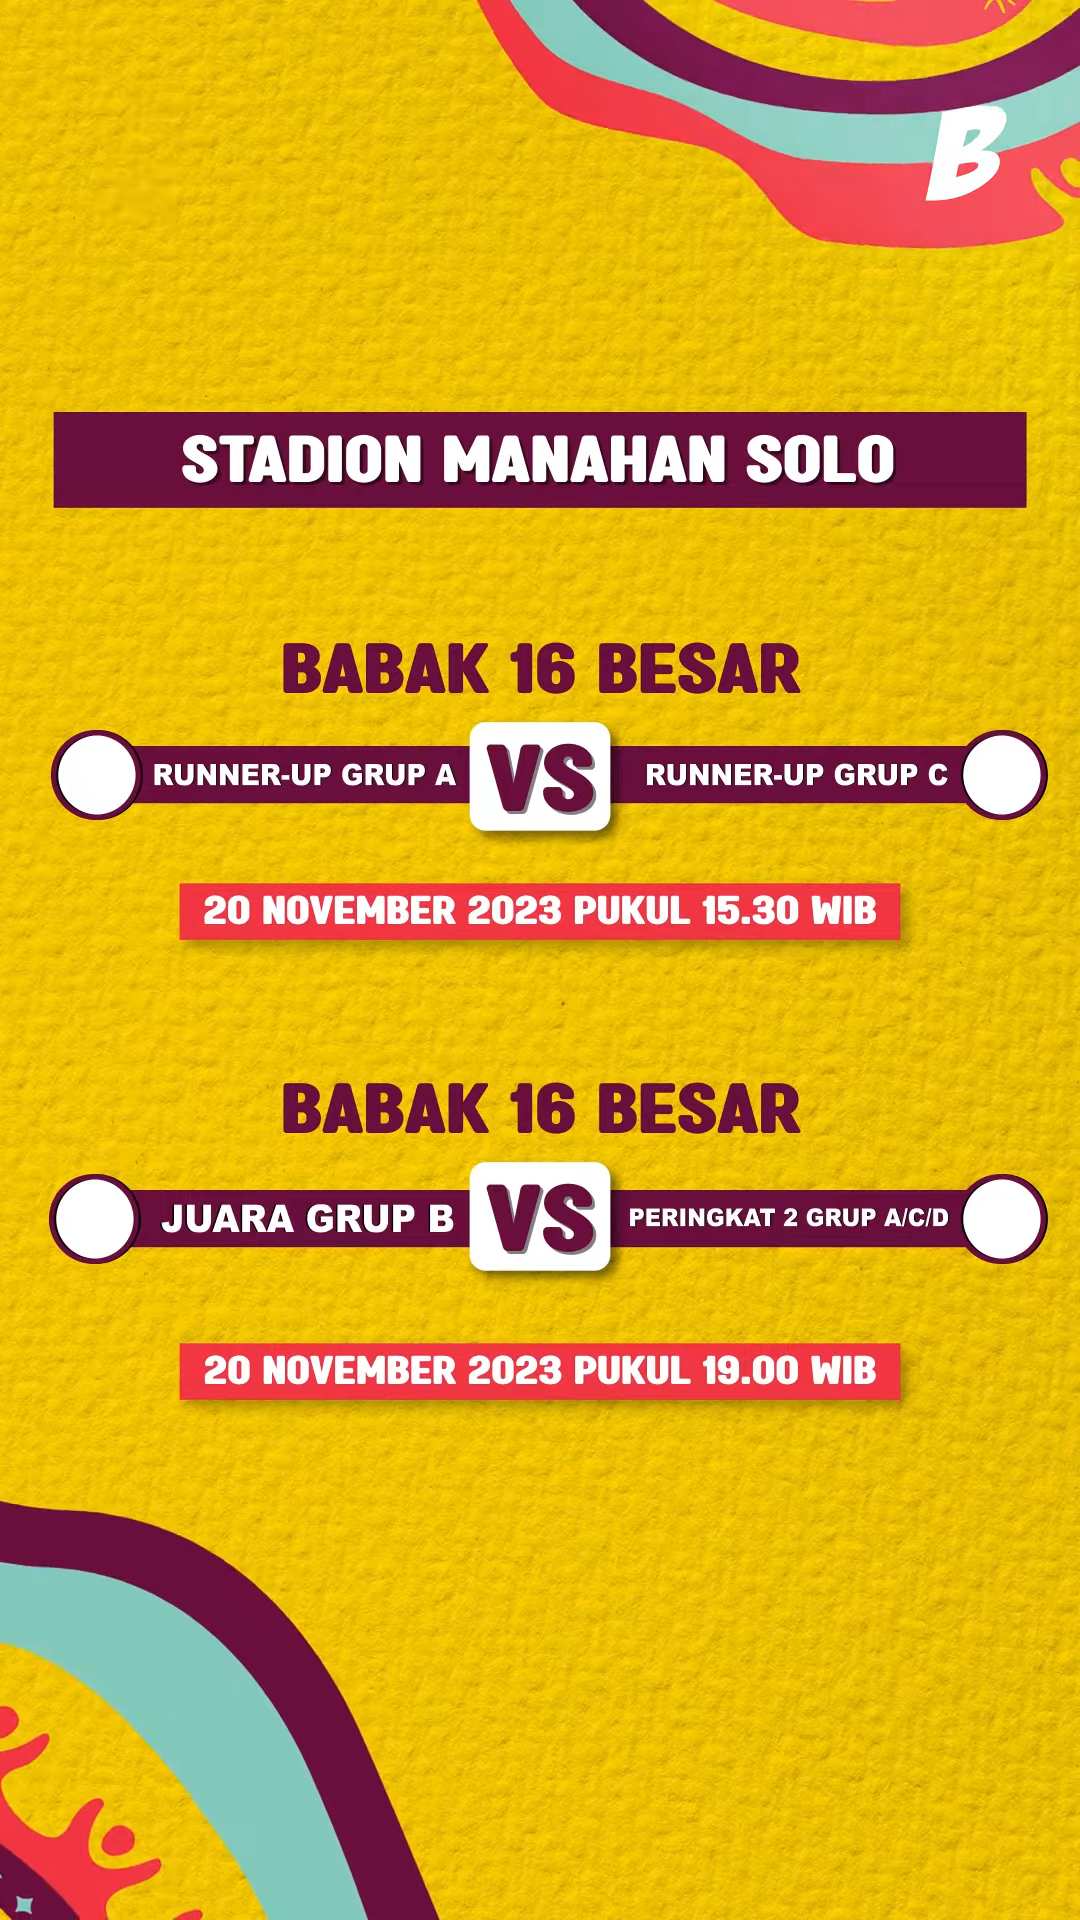 B
STADION MANAHAN SOLO
BABAK 16 BESAR
RUNNER-UP GRUP A VS RUNNER-UP GRUP C
20 NOVEMBER 2023 PUKUL 15.30 WIB
BABAK 16 BESAR
JUARA GRUP B VS PERINGKAT 2 GRUP A/C/D
20 NOVEMBER 2023 PUKUL 19.00 WIB